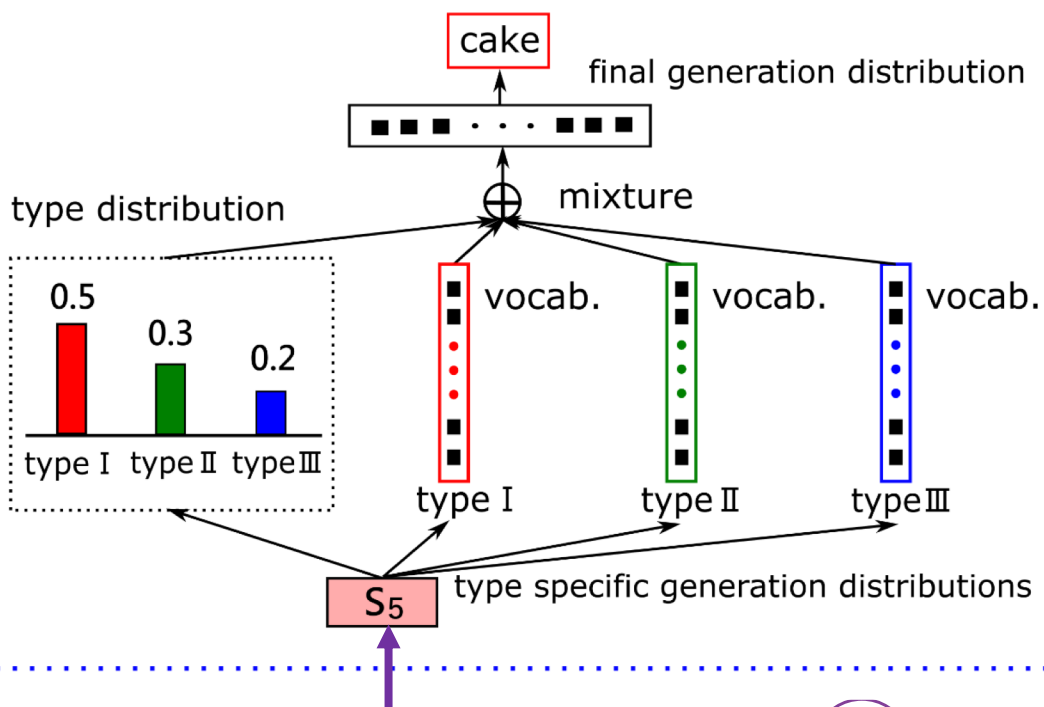 cake
final generation distribution
mixture
type distribution
0.5
0.3
0.2
type Ⅰ
type Ⅱ
type Ⅲ
vocab.
vocab.
vocab.
type Ⅰ
type Ⅱ
type Ⅲ
S₅
type specific generation distributions